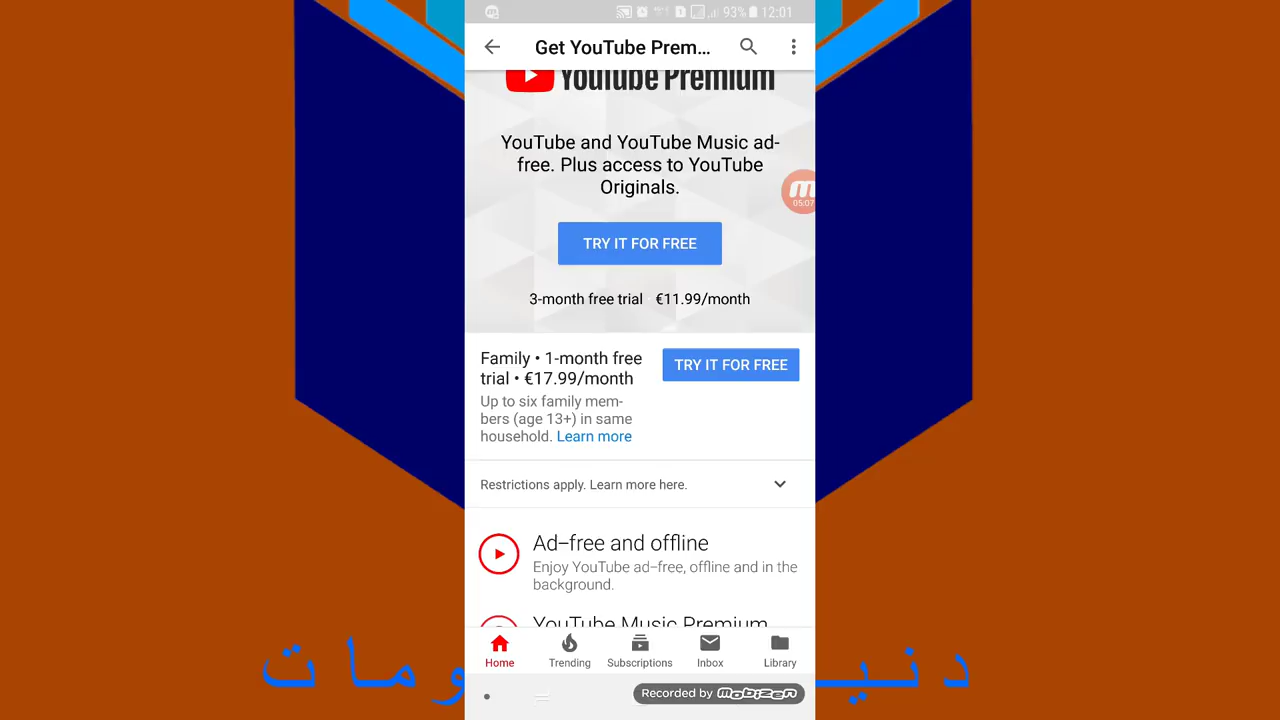 93% 12:01
Get YouTube Prem...
YouTube Premium
YouTube and YouTube Music ad-
free. Plus access to YouTube
Originals.
05:07
TRY IT FOR FREE
3-month free trial · €11.99/month
Family • 1-month free
trial • €17.99/month
TRY IT FOR FREE
Up to six family mem-
bers (age 13+) in same
household. Learn more
Restrictions apply. Learn more here.
Ad–free and offline
Enjoy YouTube ad–free, offline and in the
background.
YouTube Music Premium
Home
Trending
Subscriptions
Inbox
Library
Recorded by MOBIZEN